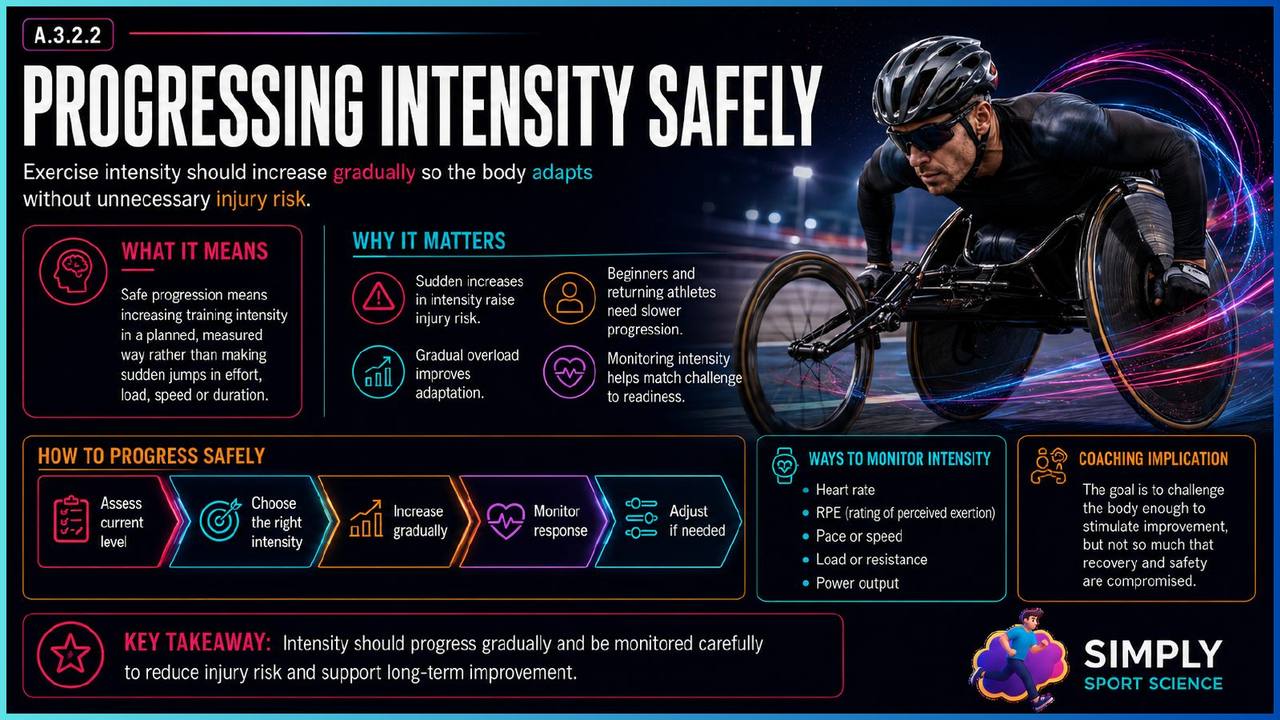 A.3.2.2
PROGRESSING INTENSITY SAFELY
Exercise intensity should increase gradually so the body adapts
without unnecessary injury risk.
WHAT IT MEANS
Safe progression means
increasing training intensity
in a planned, measured
way rather than making
sudden jumps in effort,
load, speed or duration.
WHY IT MATTERS
Sudden increases
in intensity raise
injury risk.
Beginners and
returning athletes
need slower
progression.
Gradual overload
improves
adaptation.
Monitoring intensity
helps match challenge
to readiness.
HOW TO PROGRESS SAFELY
Assess
current
level
Choose
the right
intensity
Increase
gradually
Monitor
response
Adjust
if needed
WAYS TO MONITOR INTENSITY
• Heart rate
• RPE (rating of perceived exertion)
• Pace or speed
• Load or resistance
• Power output
COACHING IMPLICATION
The goal is to challenge
the body enough to
stimulate improvement,
but not so much that
recovery and safety
are compromised.
KEY TAKEAWAY: Intensity should progress gradually and be monitored carefully
to reduce injury risk and support long-term improvement.
SIMPLY
SPORT SCIENCE